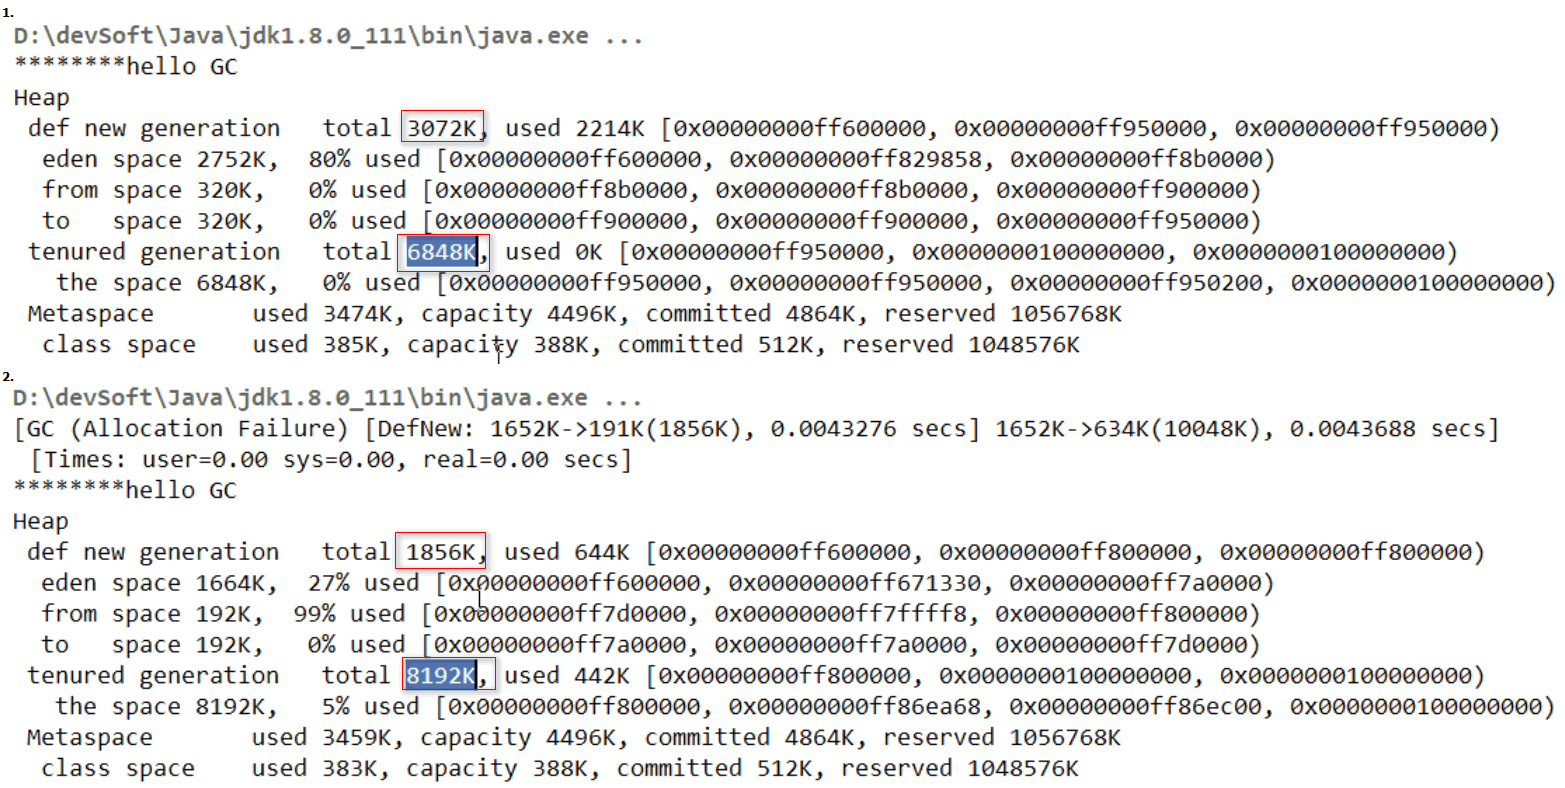 1.
D:\devSoft\Java\jdk1.8.0_111\bin\java.exe ...
********hello GC
Heap
 def new generation   total 3072K, used 2214K [0x00000000ff600000, 0x00000000ff950000, 0x00000000ff950000)
  eden space 2752K,  80% used [0x00000000ff600000, 0x00000000ff829858, 0x00000000ff8b0000)
  from space 320K,   0% used [0x00000000ff8b0000, 0x00000000ff8b0000, 0x00000000ff900000)
  to   space 320K,   0% used [0x00000000ff900000, 0x00000000ff900000, 0x00000000ff950000)
 tenured generation   total 6848K, used 0K [0x00000000ff950000, 0x0000000100000000, 0x0000000100000000)
   the space 6848K,   0% used [0x00000000ff950000, 0x00000000ff950000, 0x00000000ff950200, 0x0000000100000000)
 Metaspace       used 3474K, capacity 4496K, committed 4864K, reserved 1056768K
  class space    used 385K, capacity 388K, committed 512K, reserved 1048576K
2.
D:\devSoft\Java\jdk1.8.0_111\bin\java.exe ...
[GC (Allocation Failure) [DefNew: 1652K->191K(1856K), 0.0043276 secs] 1652K->634K(10048K), 0.0043688 secs]
 [Times: user=0.00 sys=0.00, real=0.00 secs]
********hello GC
Heap
 def new generation   total 1856K, used 644K [0x00000000ff600000, 0x00000000ff800000, 0x00000000ff800000)
  eden space 1664K,  27% used [0x00000000ff600000, 0x00000000ff671330, 0x00000000ff7a0000)
  from space 192K,  99% used [0x00000000ff7d0000, 0x00000000ff7ffff8, 0x00000000ff800000)
  to   space 192K,   0% used [0x00000000ff7a0000, 0x00000000ff7a0000, 0x00000000ff7d0000)
 tenured generation   total 8192K, used 442K [0x00000000ff800000, 0x0000000100000000, 0x0000000100000000)
   the space 8192K,   5% used [0x00000000ff800000, 0x00000000ff86ea68, 0x00000000ff86ec00, 0x0000000100000000)
 Metaspace       used 3459K, capacity 4496K, committed 4864K, reserved 1056768K
  class space    used 383K, capacity 388K, committed 512K, reserved 1048576K